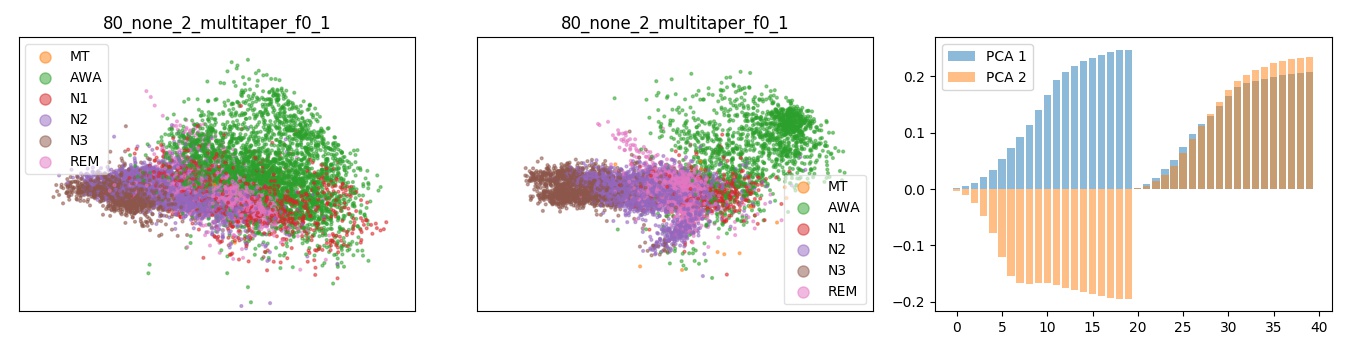 80_none_2_multitaper_f0_1
MT
AWA
N1
N2
N3
REM
80_none_2_multitaper_f0_1
MT
AWA
N1
N2
N3
REM
PCA 1
PCA 2
0.2
0.1
0.0
−0.1
−0.2
0 5 10 15 20 25 30 35 40